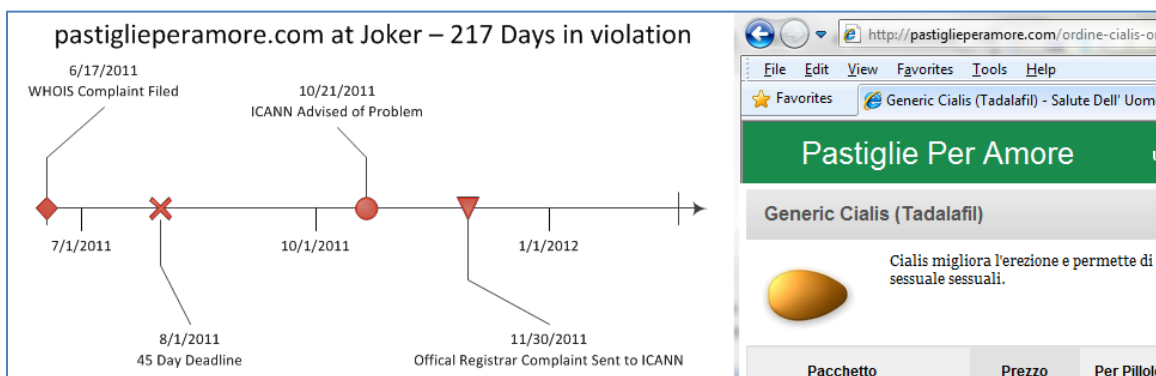 pastiglieperamore.com at Joker – 217 Days in violation
6/17/2011
WHOIS Complaint Filed
10/21/2011
ICANN Advised of Problem
7/1/2011
10/1/2011
1/1/2012
8/1/2011
45 Day Deadline
11/30/2011
Offical Registrar Complaint Sent to ICANN
http://pastiglieperamore.com/ordine-cialis-o
File Edit View Favorites Tools Help
Favorites
Generic Cialis (Tadalafil) - Salute Dell' Uom
Pastiglie Per Amore
Generic Cialis (Tadalafil)
Cialis migliora l'erezione e permette di
sessuale sessuali.
Pacchetto Prezzo Per Pillol